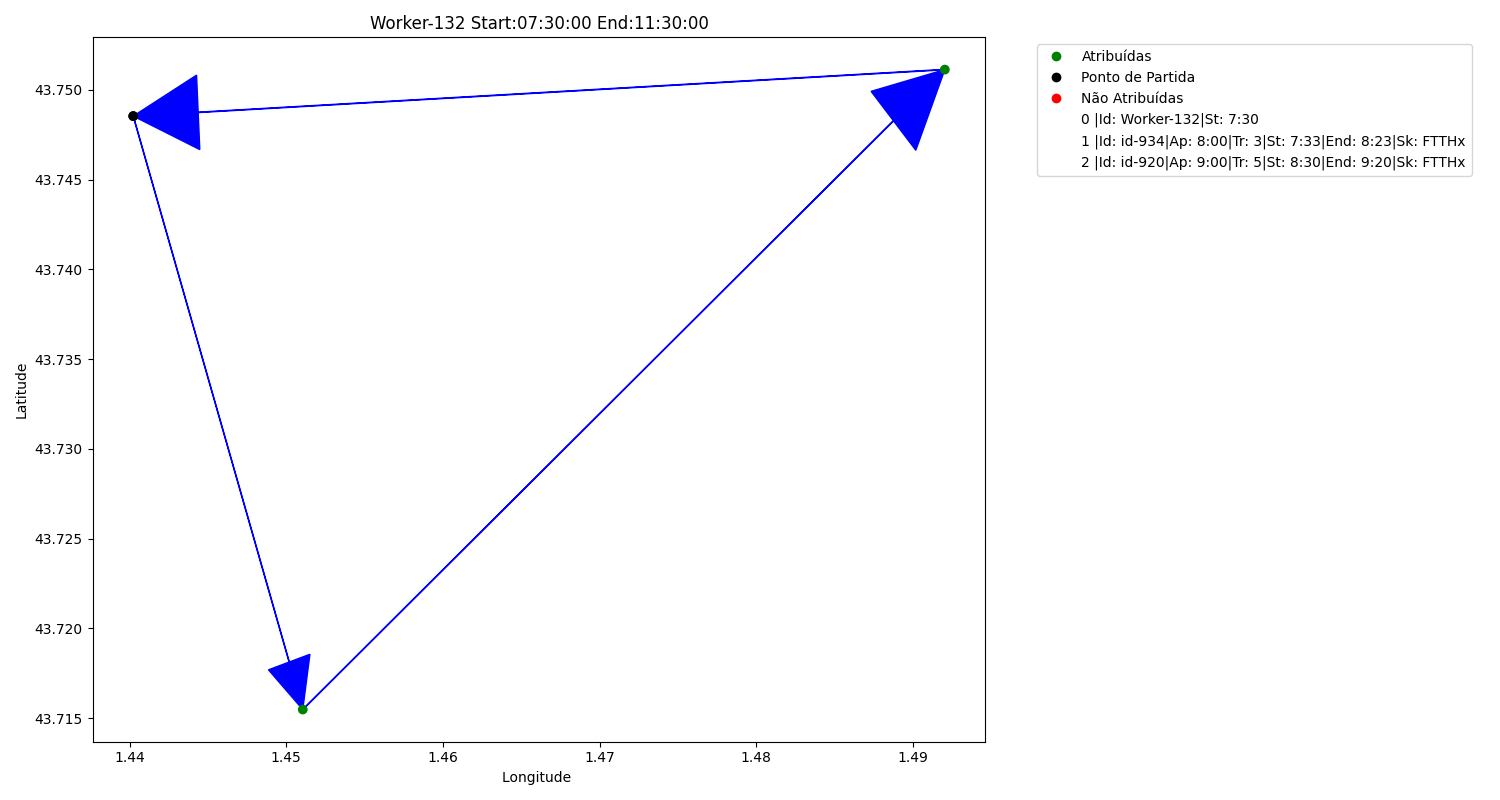 Worker-132 Start:07:30:00 End:11:30:00
Atribuídas
Ponto de Partida
Não Atribuídas
0 |Id: Worker-132|St: 7:30
1 |Id: id-934|Ap: 8:00|Tr: 3|St: 7:33|End: 8:23|Sk: FTTHx
2 |Id: id-920|Ap: 9:00|Tr: 5|St: 8:30|End: 9:20|Sk: FTTHx
43.750
43.745
43.740
43.735
43.730
43.725
43.720
43.715
Latitude
1.44 1.45 1.46 1.47 1.48 1.49
Longitude